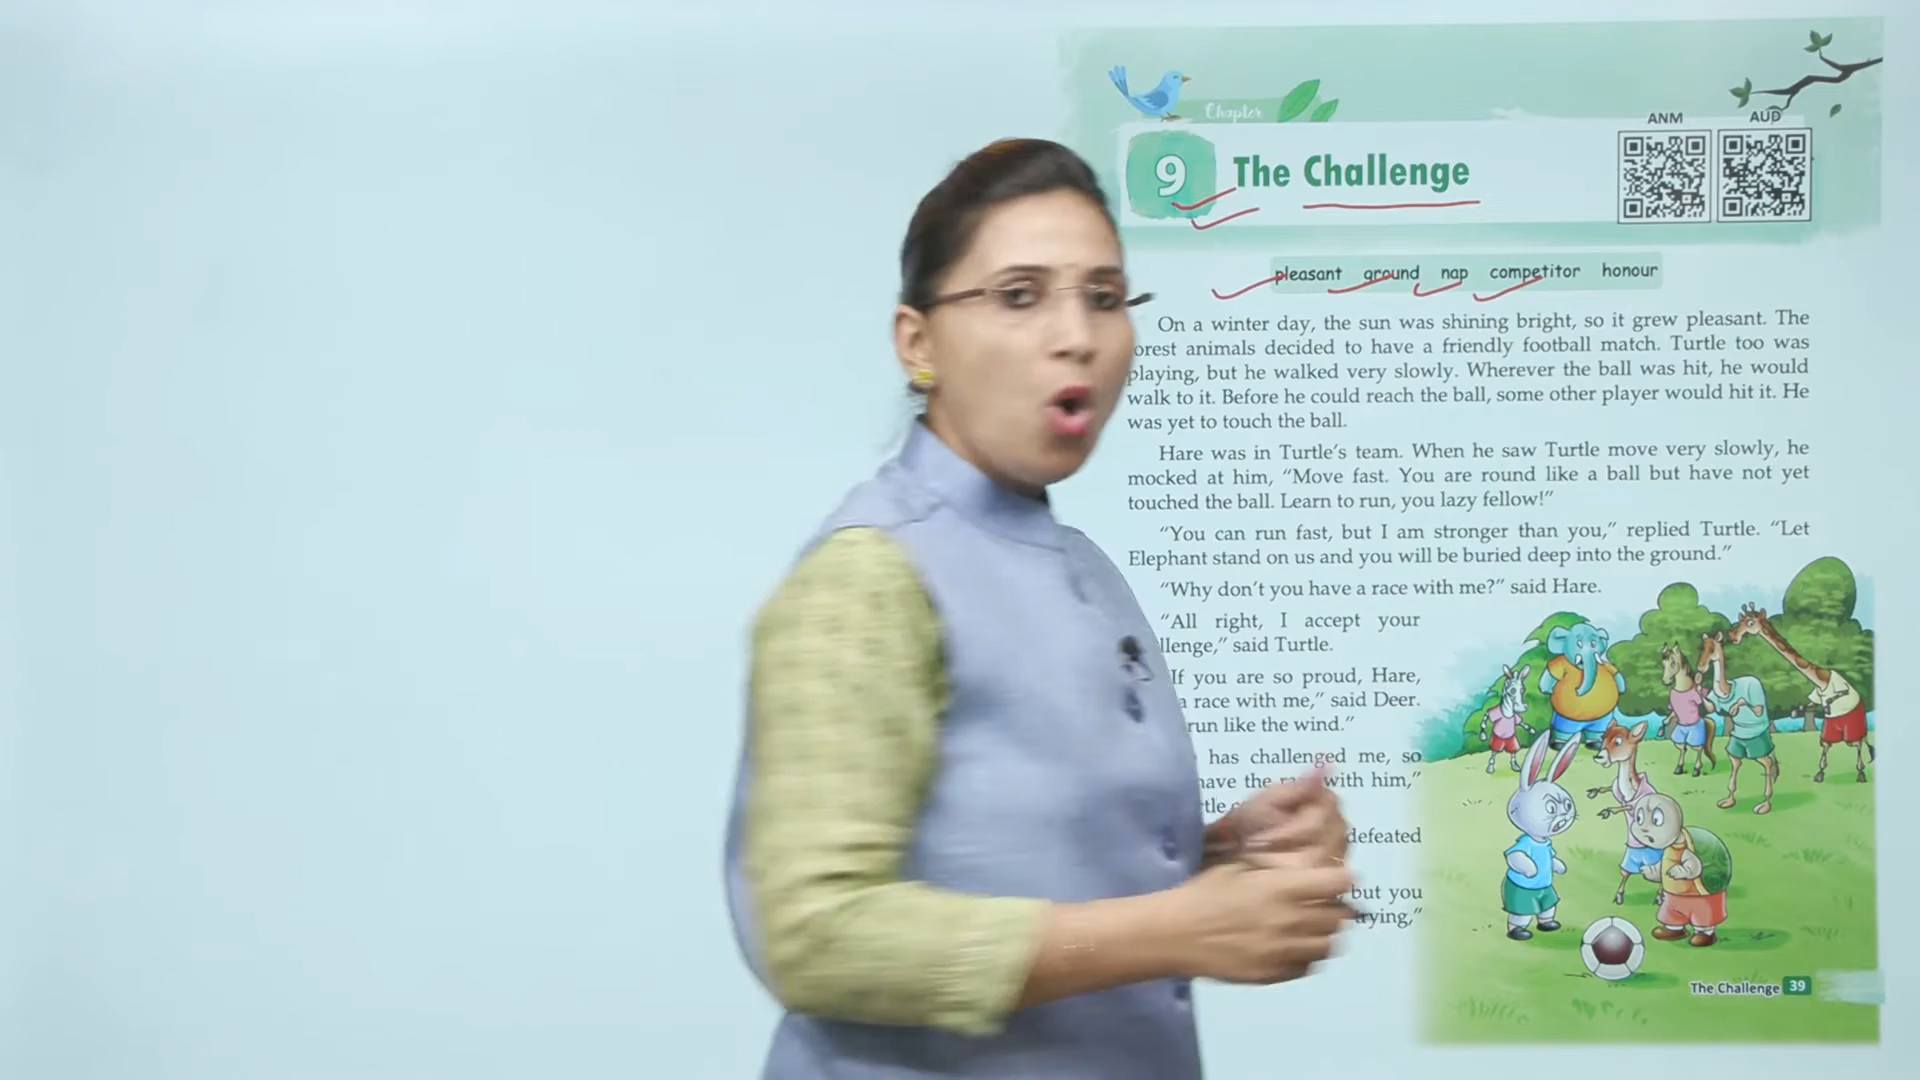 Chapter
9 The Challenge
ANM AUD
pleasant ground nap competitor honour
On a winter day, the sun was shining bright, so it grew pleasant. The
orest animals decided to have a friendly football match. Turtle too was
playing, but he walked very slowly. Wherever the ball was hit, he would
walk to it. Before he could reach the ball, some other player would hit it. He
was yet to touch the ball.
Hare was in Turtle's team. When he saw Turtle move very slowly, he
mocked at him, “Move fast. You are round like a ball but have not yet
touched the ball. Learn to run, you lazy fellow!”
“You can run fast, but I am stronger than you,” replied Turtle. “Let
Elephant stand on us and you will be buried deep into the ground.”
“Why don't you have a race with me?” said Hare.
“All right, I accept your
llenge,” said Turtle.
If you are so proud, Hare,
a race with me,” said Deer.
run like the wind.”
has challenged me, so
have the with him,”
defeated
but you
trying,”
The Challenge 39